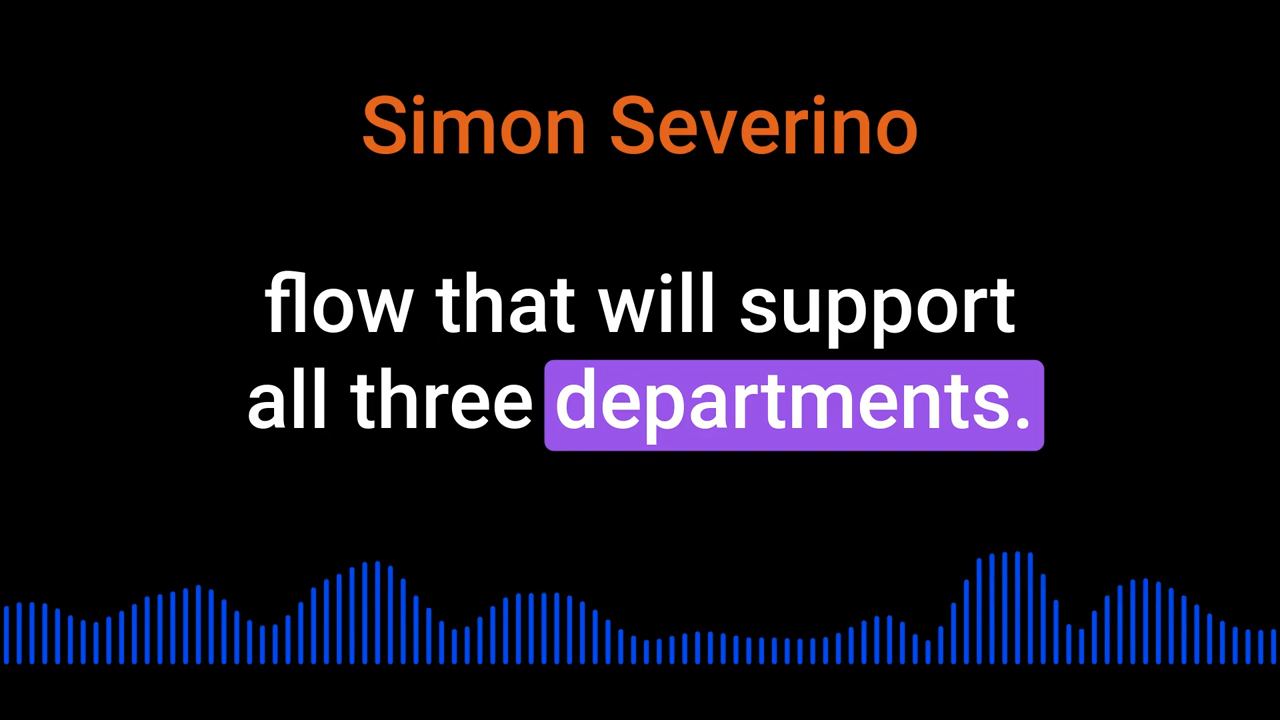 Simon Severino
flow that will support
all three departments.